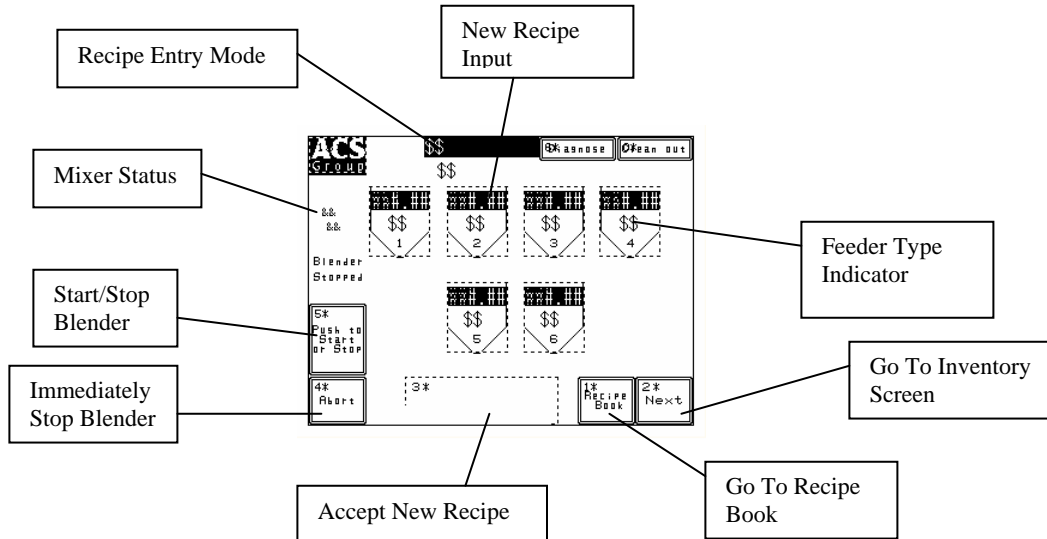 New Recipe
Input
Recipe Entry Mode
ACS
Group
$$
Diagnose
Clean out
$$
Mixer Status
&&
&&
$$
$$
$$
$$
1
2
3
4
Feeder Type
Indicator
Blender
Stopped
Start/Stop
Blender
5*
Push to
Start
or Stop
$$
$$
5
6
Go To Inventory
Screen
Immediately
Stop Blender
4*
Abort
3*
1*
Recipe
Book
2*
Next
Accept New Recipe
Go To Recipe
Book